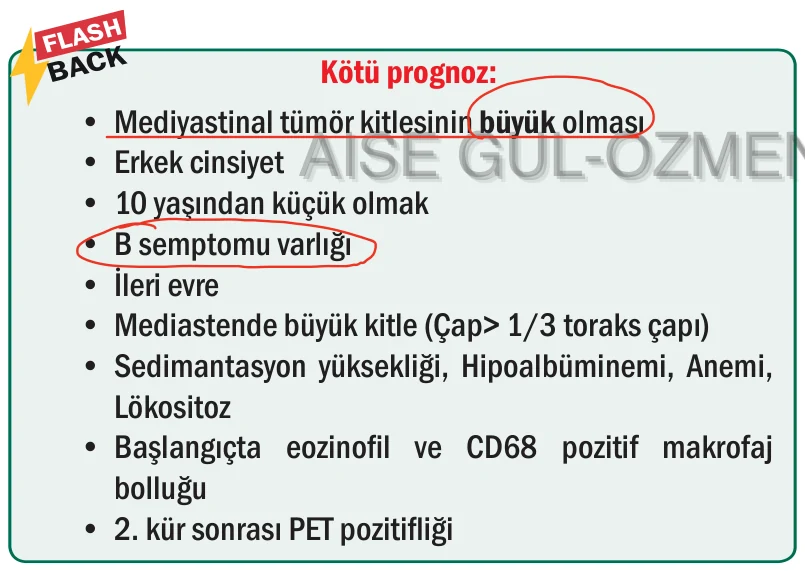 FLASH
BACK
Kötü prognoz:
• Mediyastinal tümör kitlesinin büyük olması
AISE GUL-OZMEN
• Erkek cinsiyet
• 10 yaşından küçük olmak
• B semptomu varlığı
• İleri evre
• Mediastende büyük kitle (Çap> 1/3 toraks çapı)
• Sedimantasyon yüksekliği, Hipoalbüminemi, Anemi,
Lökositoz
• Başlangıçta eozinofil ve CD68 pozitif makrofaj
bolluğu
• 2. kür sonrası PET pozitifliği